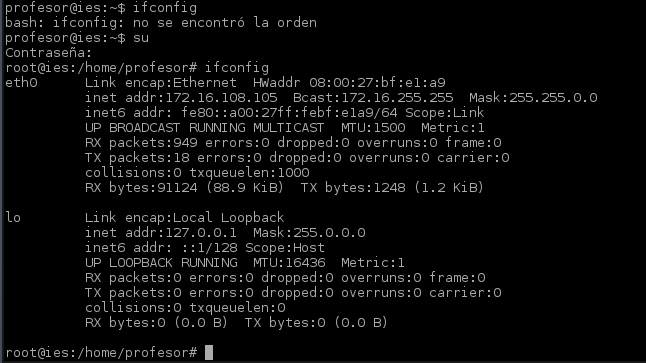 profesor@ies:~$ ifconfig
bash: ifconfig: no se encontró la orden
profesor@ies:~$ su
Contraseña:
root@ies:/home/profesor# ifconfig
eth0      Link encap:Ethernet  HWaddr 08:00:27:bf:e1:a9
          inet addr:172.16.108.105  Bcast:172.16.255.255  Mask:255.255.0.0
          inet6 addr: fe80::a00:27ff:febf:e1a9/64 Scope:Link
          UP BROADCAST RUNNING MULTICAST  MTU:1500  Metric:1
          RX packets:949 errors:0 dropped:0 overruns:0 frame:0
          TX packets:18 errors:0 dropped:0 overruns:0 carrier:0
          collisions:0 txqueuelen:1000
          RX bytes:91124 (88.9 KiB)  TX bytes:1248 (1.2 KiB)

lo        Link encap:Local Loopback
          inet addr:127.0.0.1  Mask:255.0.0.0
          inet6 addr: ::1/128 Scope:Host
          UP LOOPBACK RUNNING  MTU:16436  Metric:1
          RX packets:0 errors:0 dropped:0 overruns:0 frame:0
          TX packets:0 errors:0 dropped:0 overruns:0 carrier:0
          collisions:0 txqueuelen:0
          RX bytes:0 (0.0 B)  TX bytes:0 (0.0 B)

root@ies:/home/profesor#